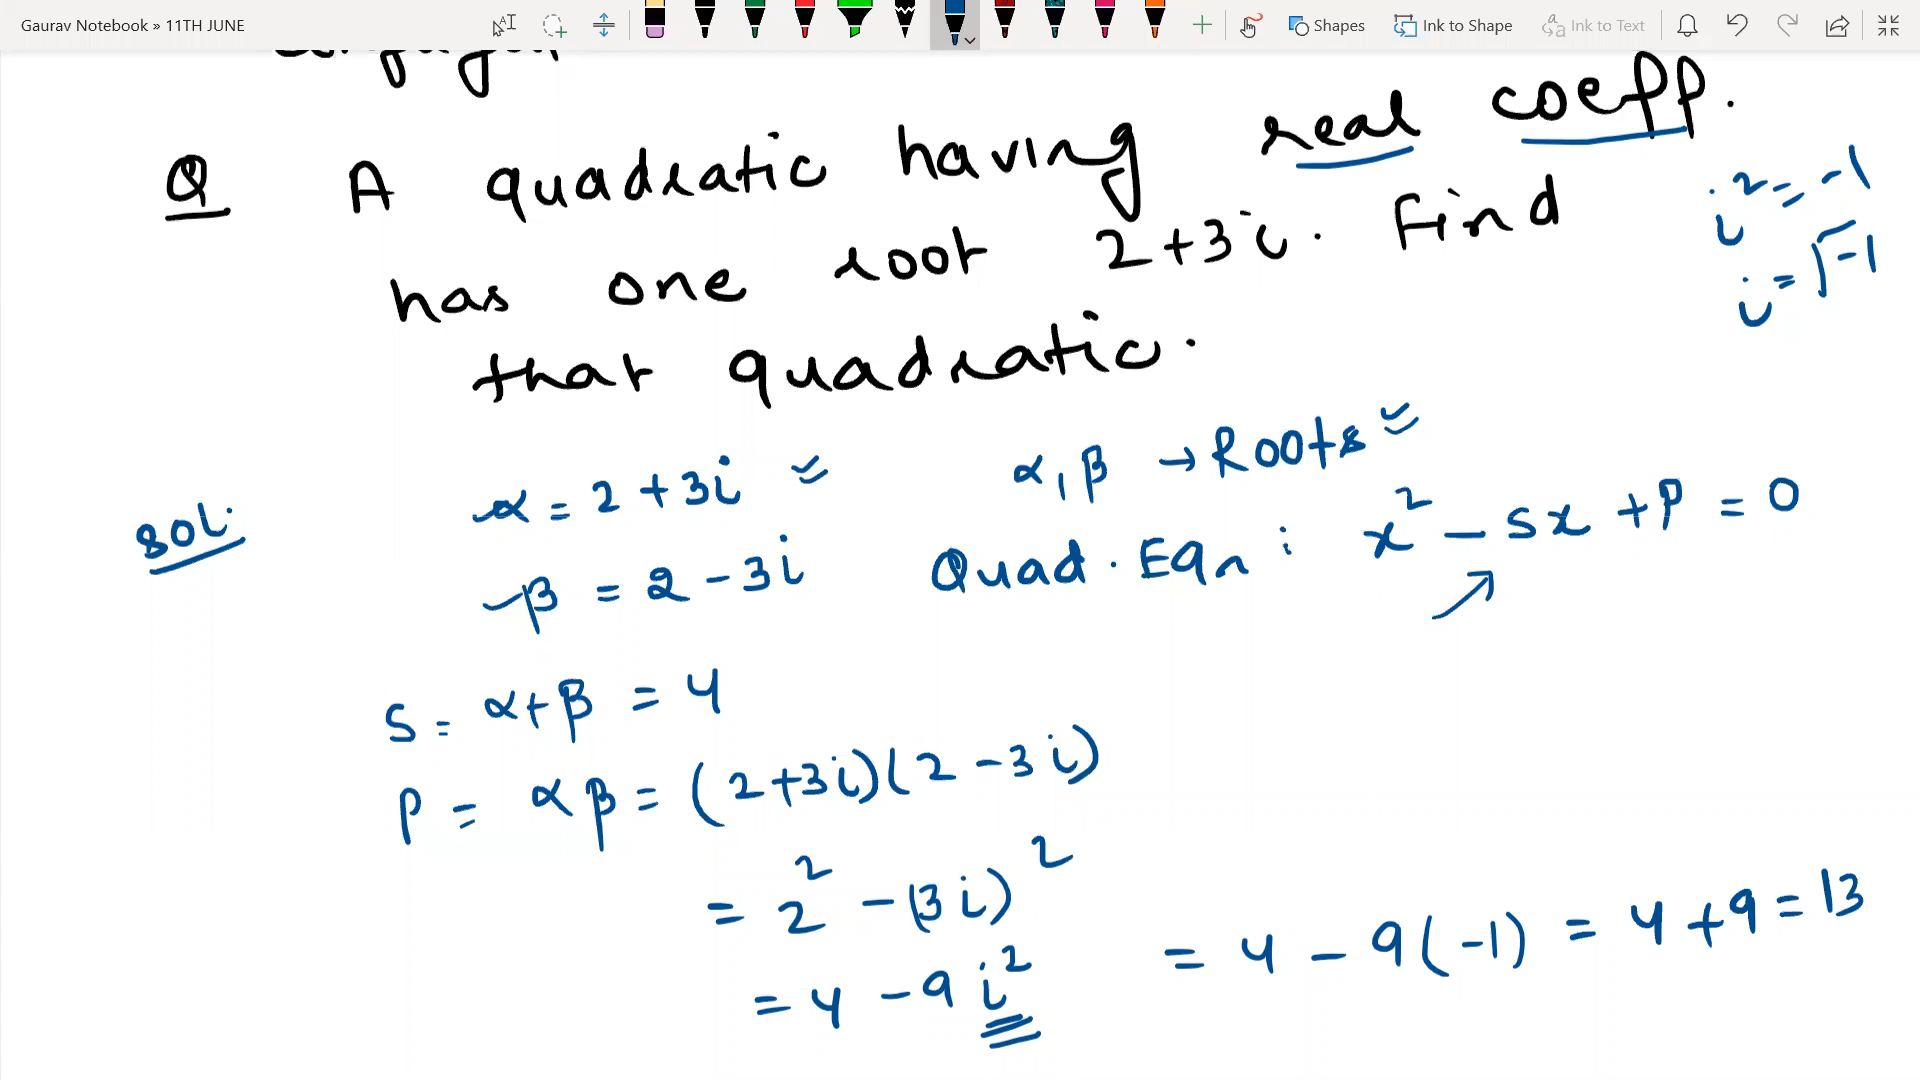 Gaurav Notebook » 11TH JUNE
Shapes Ink to Shape Ink to Text
Q A quadratic having real coeff.
has one root 2+3i. Find
that quadratic.
i² = -1
i = √-1
Sol. α = 2 + 3i α, β → Roots
β = 2 - 3i Quad. Eqn : x² - Sx + P = 0
S = α+β = 4
P = αβ = (2+3i)(2-3i)
= 2² - (3i)²
= 4 - 9i² = 4 - 9(-1) = 4 + 9 = 13